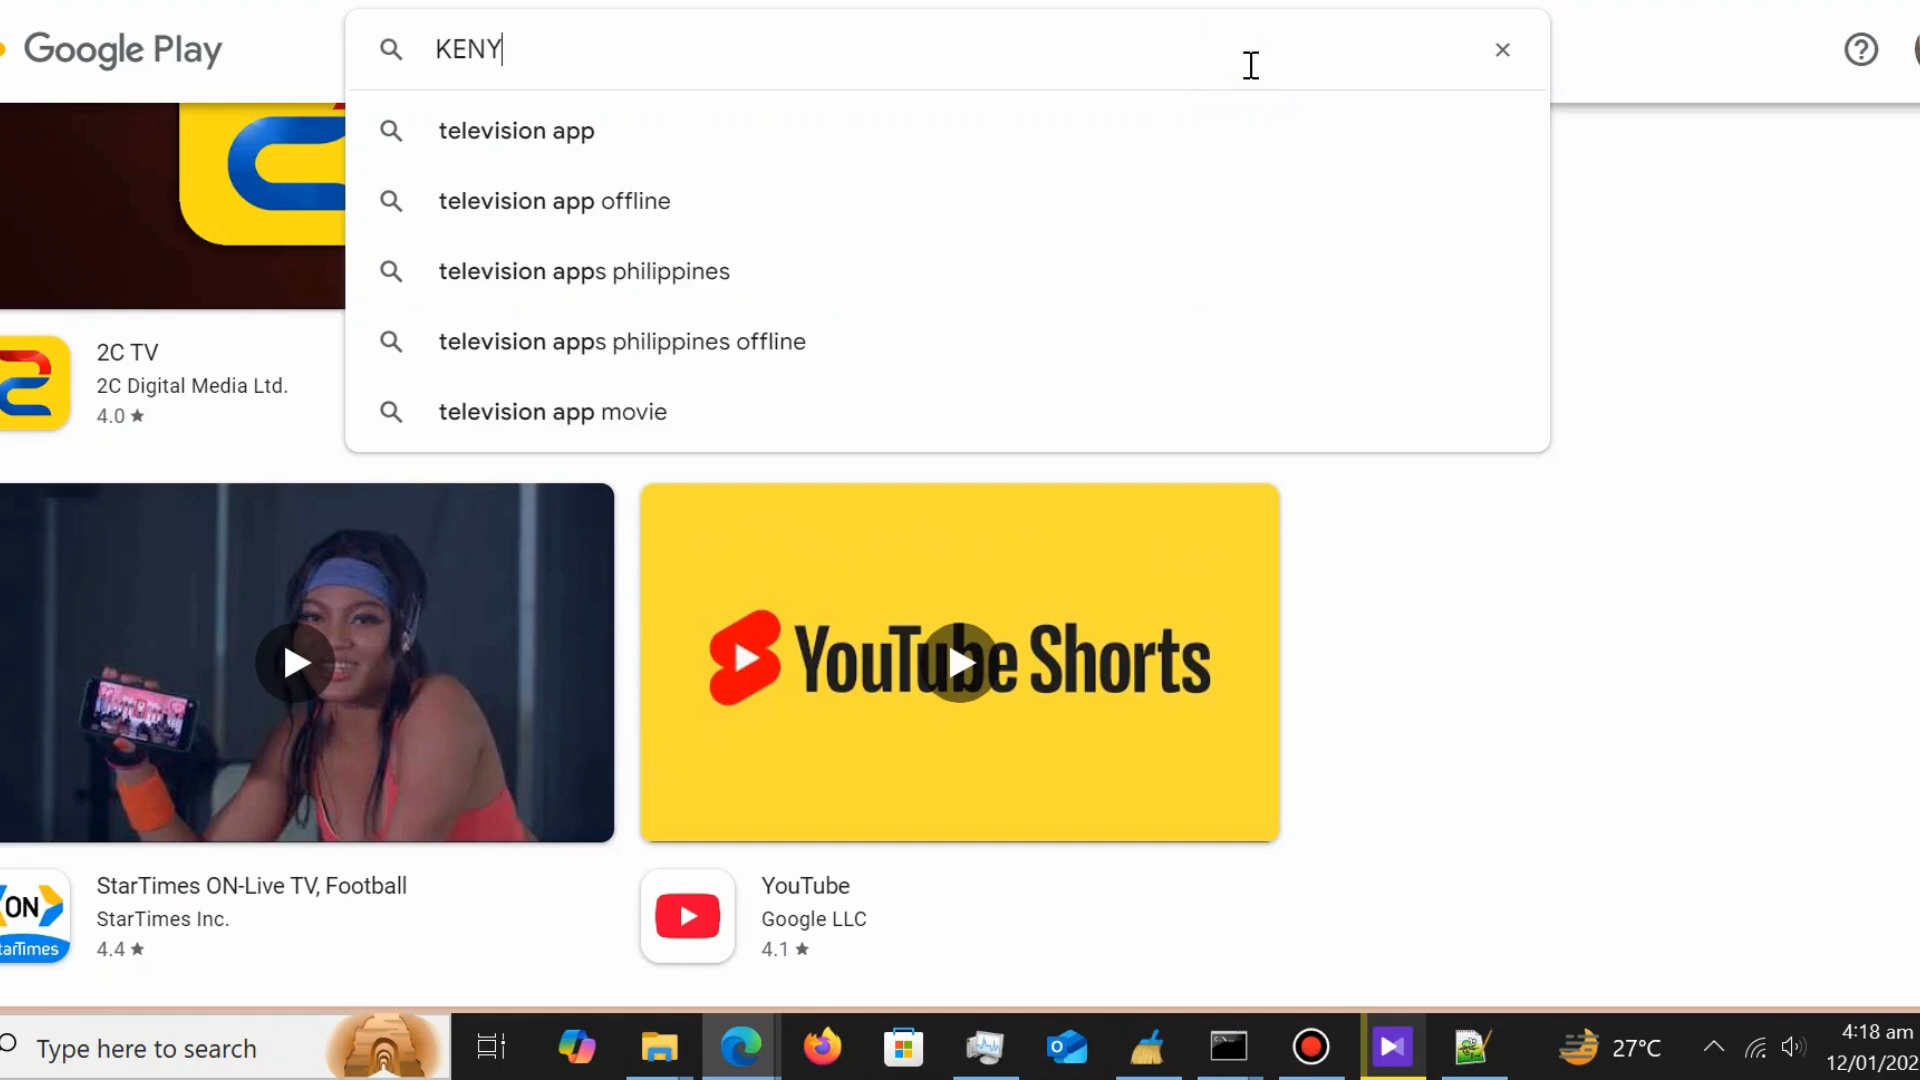 Google Play
KENY
television app
television app offline
television apps philippines
television apps philippines offline
television app movie
2C TV
2C Digital Media Ltd.
4.0 ★
YouTube Shorts
ON
StarTimes ON-Live TV, Football
StarTimes Inc.
4.4 ★
YouTube
Google LLC
4.1 ★
Type here to search
27°C
4:18 am
12/01/202